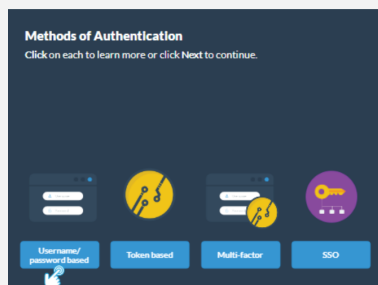 Methods of Authentication
Click on each to learn more or click Next to continue.
Username/
password based
Token based
Multi-factor
SSO